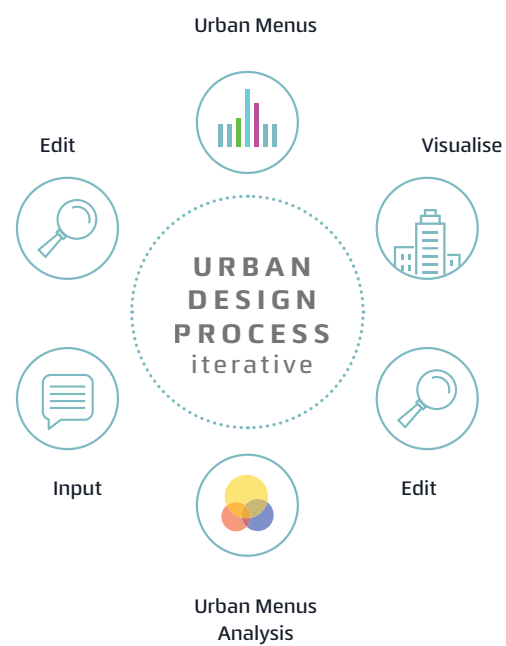 Urban Menus
Edit
Visualise
URBAN
DESIGN
PROCESS
iterative
Input
Edit
Urban Menus
Analysis